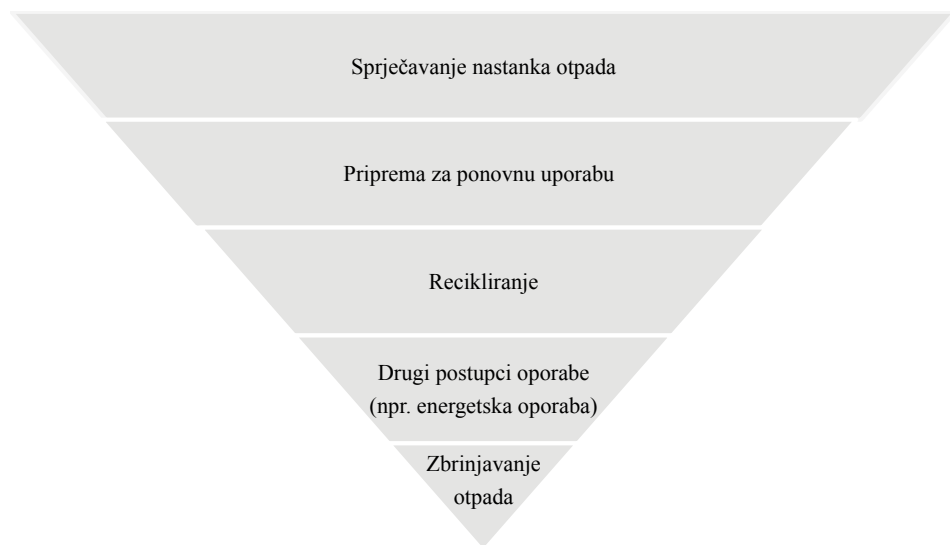 Sprječavanje nastanka otpada
Priprema za ponovnu uporabu
Recikliranje
Drugi postupci oporabe
(npr. energetska oporaba)
Zbrinjavanje
otpada